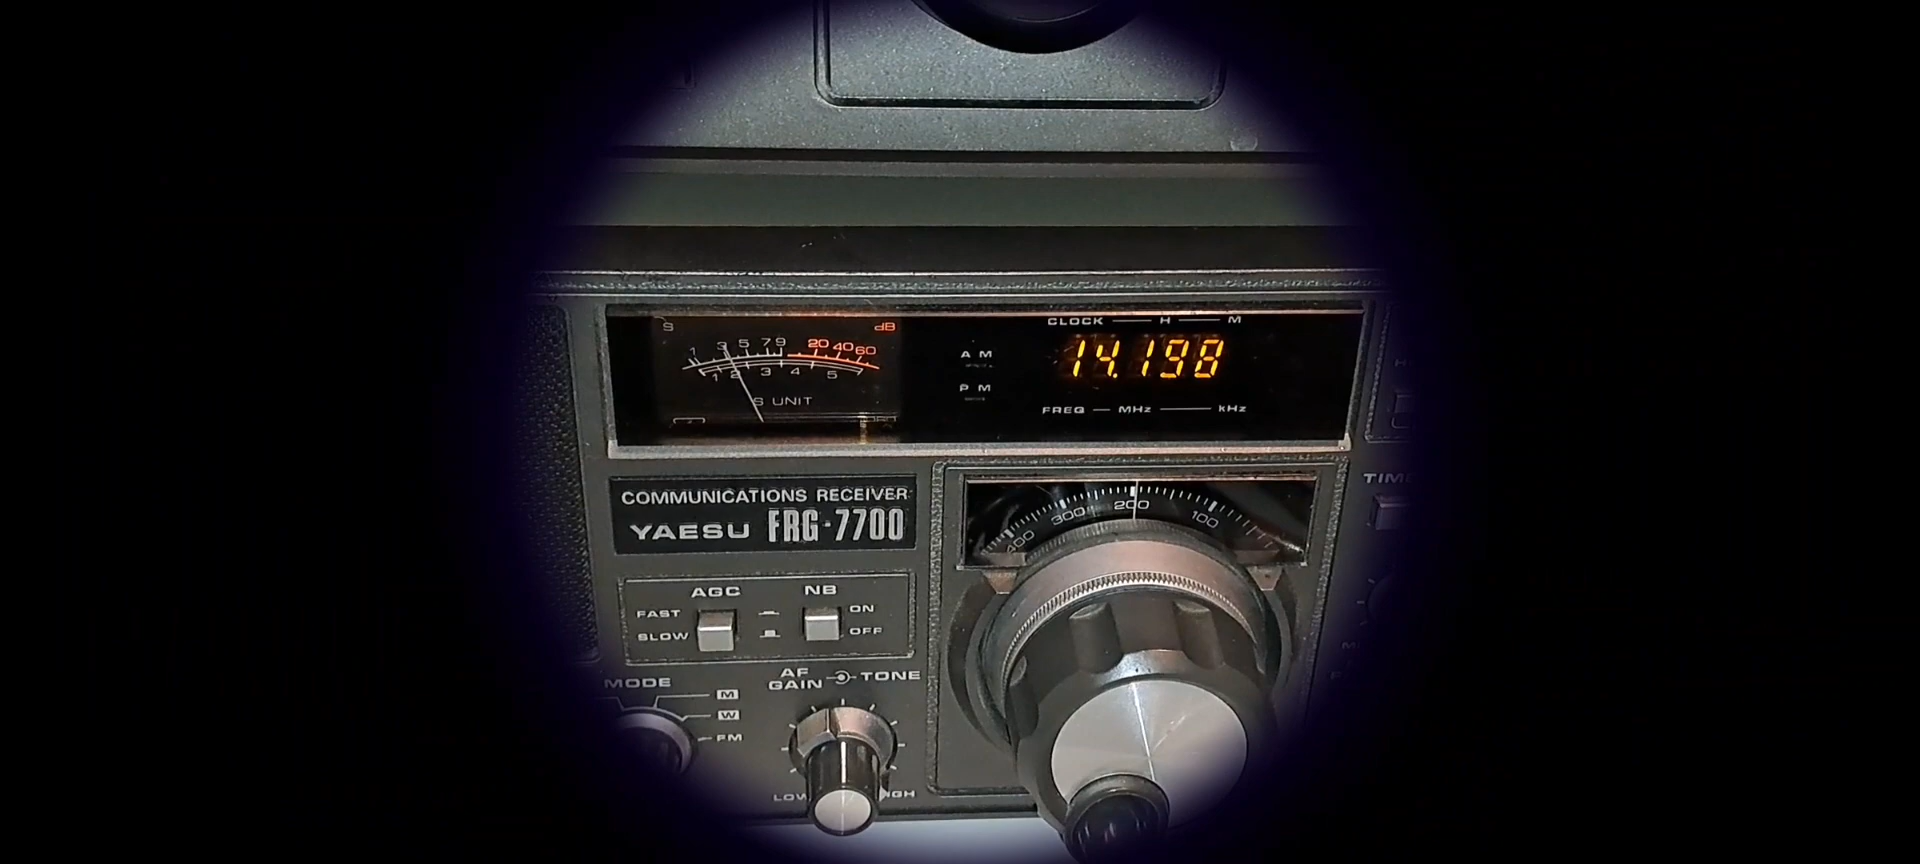 S dB
1 3 5 7 9 20 40 60
1 2 3 4 5
S UNIT
CLOCK H M
AM
PM
14.198
FREQ MHz kHz
COMMUNICATIONS RECEIVER
YAESU FRG-7700
400 300 200 100
TIME
AGC NB
FAST ON
SLOW OFF
MODE
M
W
FM
AF GAIN TONE
LOW